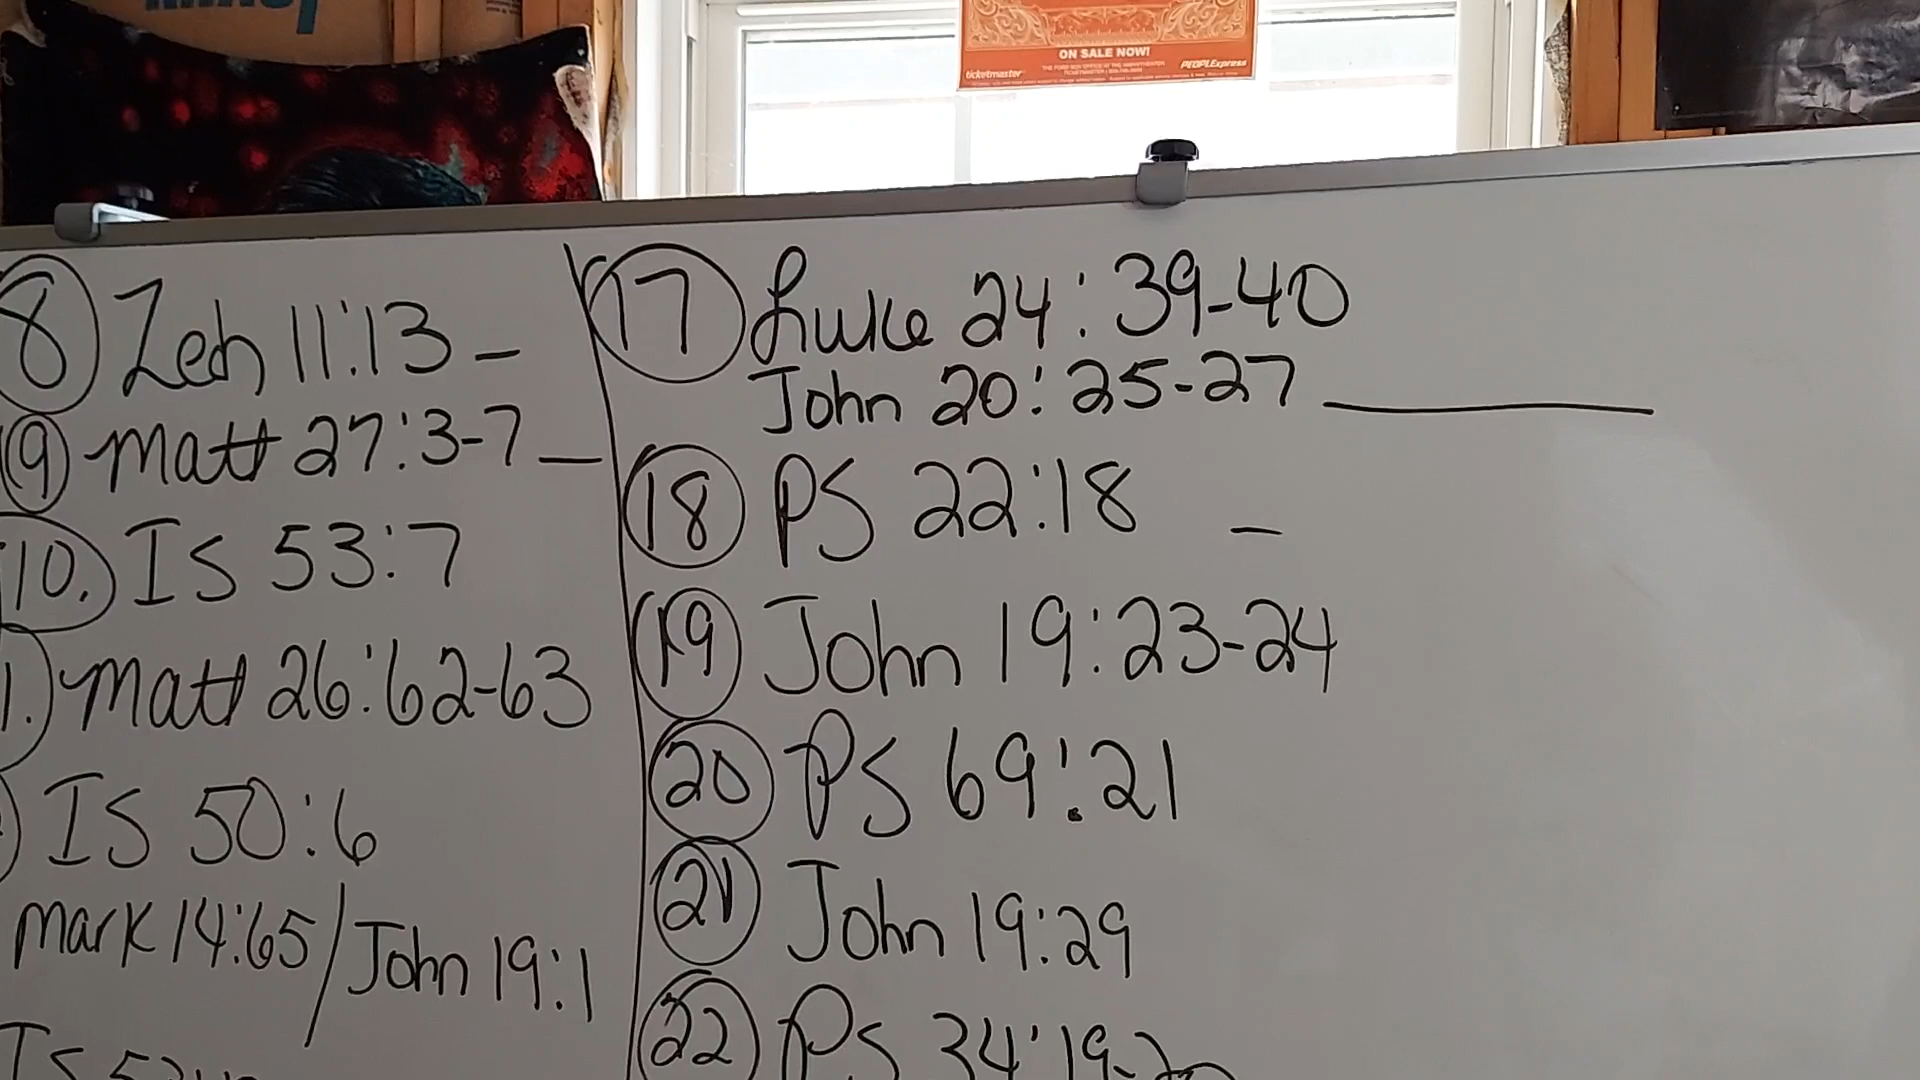 ON SALE NOW!
ticketmaster
PEOPLExpress
8 Zech 11:13 -
9 Matt 27:3-7 _
10. Is 53:7
1. Matt 26:62-63
Is 50:6
Mark 14:65/John 19:1
17 Luke 24:39-40
John 20:25-27 ______
18 PS 22:18 -
19 John 19:23-24
20 PS 69:21
21 John 19:29
22 PS 34:19-20